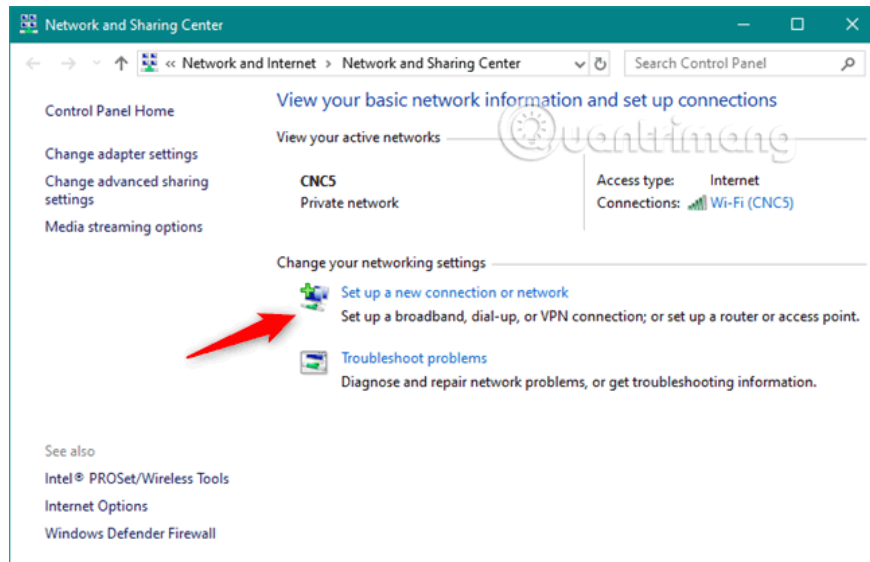 Network and Sharing Center
« Network and Internet › Network and Sharing Center
Search Control Panel
Control Panel Home
Change adapter settings
Change advanced sharing
settings
Media streaming options
View your basic network information and set up connections
Quantrimang
View your active networks
CNC5
Private network
Access type: Internet
Connections: Wi-Fi (CNC5)
Change your networking settings
Set up a new connection or network
Set up a broadband, dial-up, or VPN connection; or set up a router or access point.
Troubleshoot problems
Diagnose and repair network problems, or get troubleshooting information.
See also
Intel® PROSet/Wireless Tools
Internet Options
Windows Defender Firewall